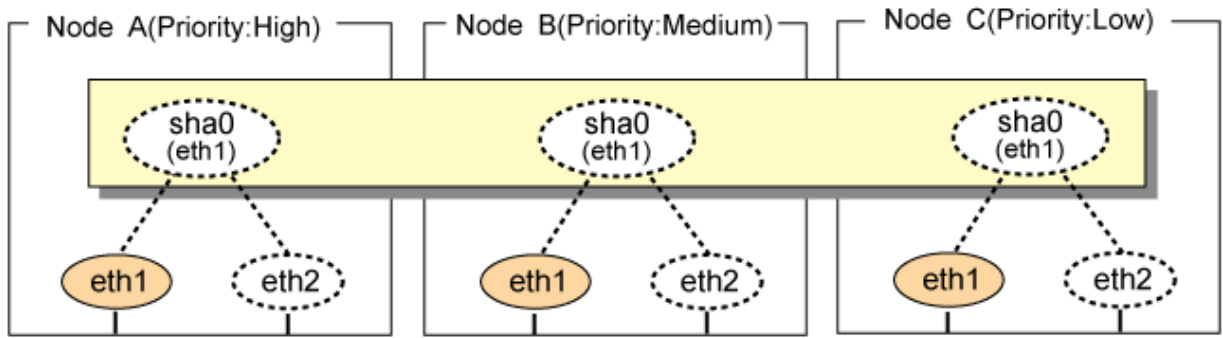 Node A(Priority:High)
Node B(Priority:Medium)
Node C(Priority:Low)
sha0
(eth1)
sha0
(eth1)
sha0
(eth1)
eth1
eth2
eth1
eth2
eth1
eth2